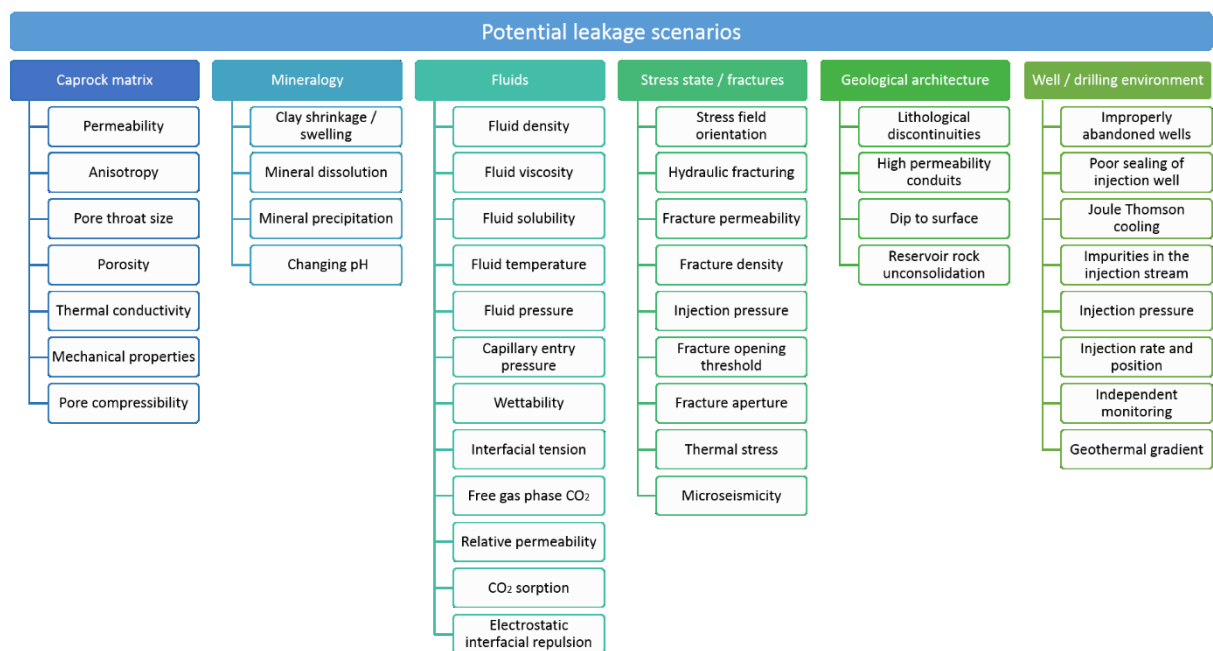 Potential leakage scenarios
Caprock matrix
Permeability
Anisotropy
Pore throat size
Porosity
Thermal conductivity
Mechanical properties
Pore compressibility
Mineralogy
Clay shrinkage /
swelling
Mineral dissolution
Mineral precipitation
Changing pH
Fluids
Fluid density
Fluid viscosity
Fluid solubility
Fluid temperature
Fluid pressure
Capillary entry
pressure
Wettability
Interfacial tension
Free gas phase CO₂
Relative permeability
CO₂ sorption
Electrostatic
interfacial repulsion
Stress state / fractures
Stress field
orientation
Hydraulic fracturing
Fracture permeability
Fracture density
Injection pressure
Fracture opening
threshold
Fracture aperture
Thermal stress
Microseismicity
Geological architecture
Lithological
discontinuities
High permeability
conduits
Dip to surface
Reservoir rock
unconsolidation
Well / drilling environment
Improperly
abandoned wells
Poor sealing of
injection well
Joule Thomson
cooling
Impurities in the
injection stream
Injection pressure
Injection rate and
position
Independent
monitoring
Geothermal gradient